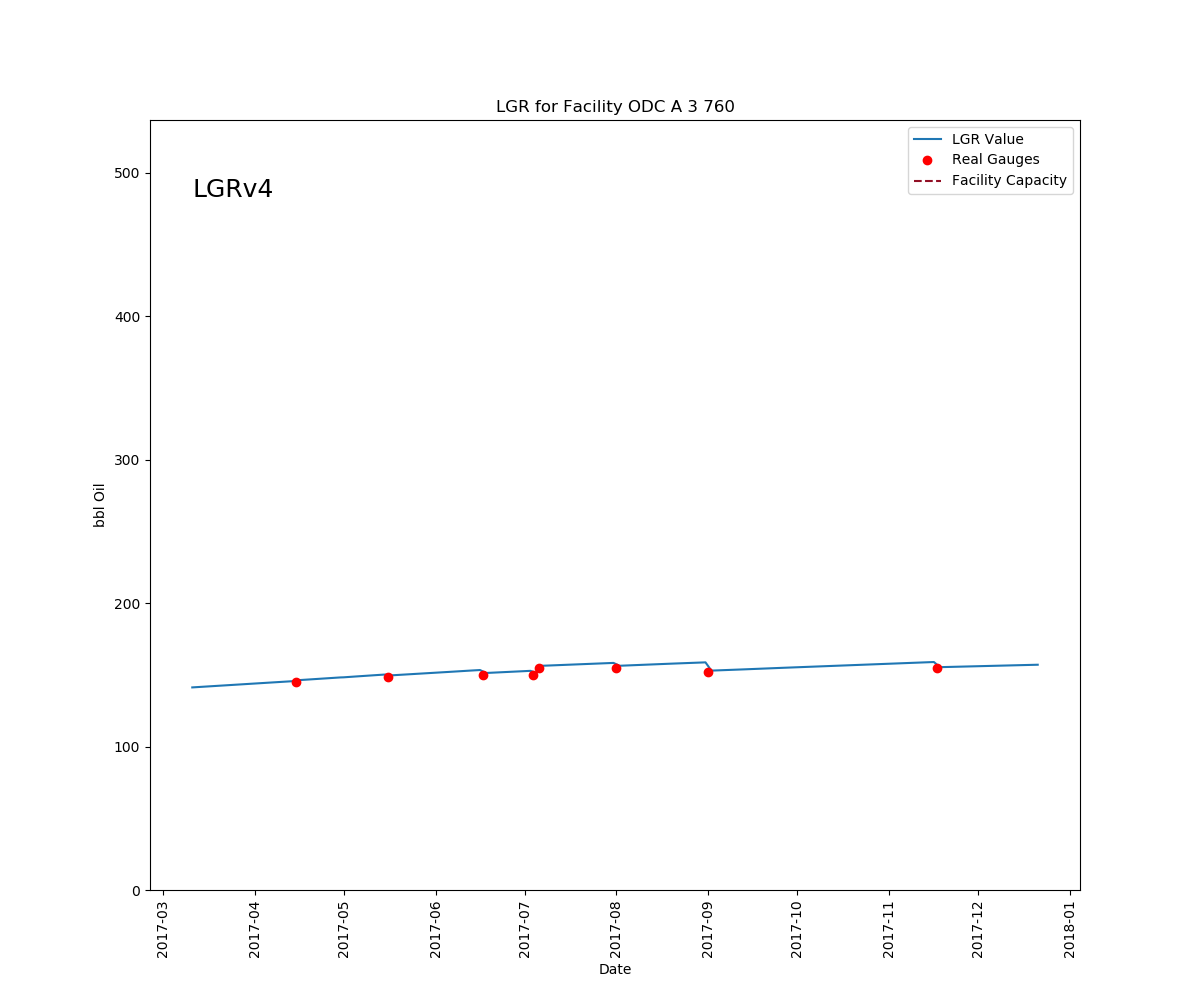 LGR for Facility ODC A 3 760
LGRv4
LGR Value
Real Gauges
Facility Capacity
bbl Oil
500
400
300
200
100
0
2017-03
2017-04
2017-05
2017-06
2017-07
2017-08
2017-09
2017-10
2017-11
2017-12
2018-01
Date